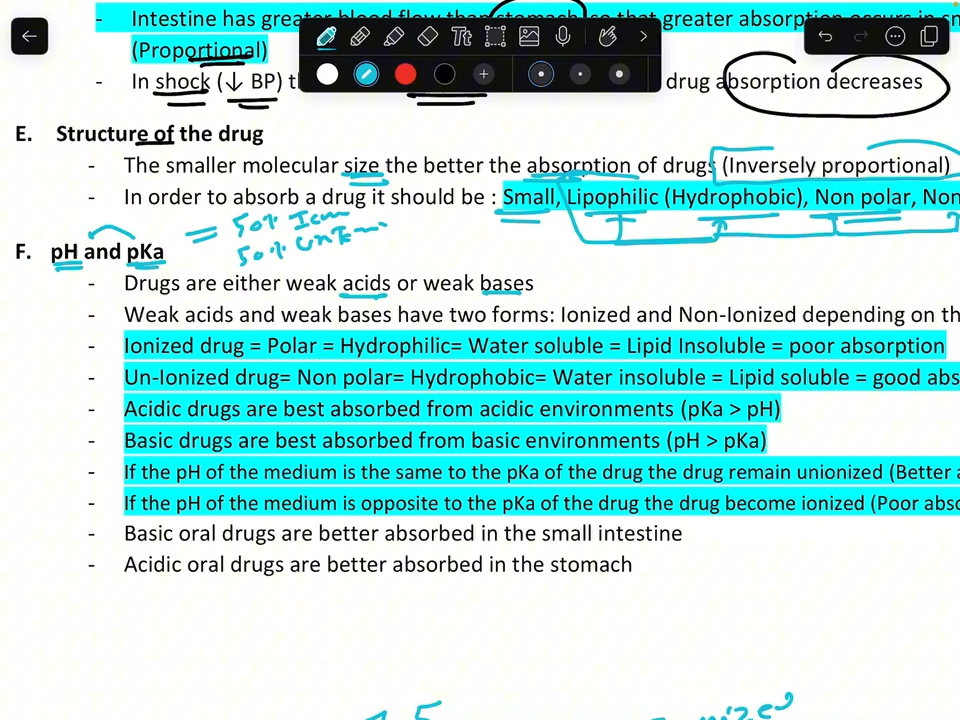 - Intestine has greater blood flow than stomach so that greater absorption occurs in sm
(Proportional)
- In shock (↓ BP) drug absorption decreases
Tt
E. Structure of the drug
- The smaller molecular size the better the absorption of drugs (Inversely proportional)
- In order to absorb a drug it should be : Small, Lipophilic (Hydrophobic), Non polar, Non
= 50%
50%
F. pH and pKa
- Drugs are either weak acids or weak bases
- Weak acids and weak bases have two forms: Ionized and Non-Ionized depending on th
- Ionized drug = Polar = Hydrophilic= Water soluble = Lipid Insoluble = poor absorption
- Un-Ionized drug= Non polar= Hydrophobic= Water insoluble = Lipid soluble = good abs
- Acidic drugs are best absorbed from acidic environments (pKa > pH)
- Basic drugs are best absorbed from basic environments (pH > pKa)
- If the pH of the medium is the same to the pKa of the drug the drug remain unionized (Better a
- If the pH of the medium is opposite to the pKa of the drug the drug become ionized (Poor abso
- Basic oral drugs are better absorbed in the small intestine
- Acidic oral drugs are better absorbed in the stomach